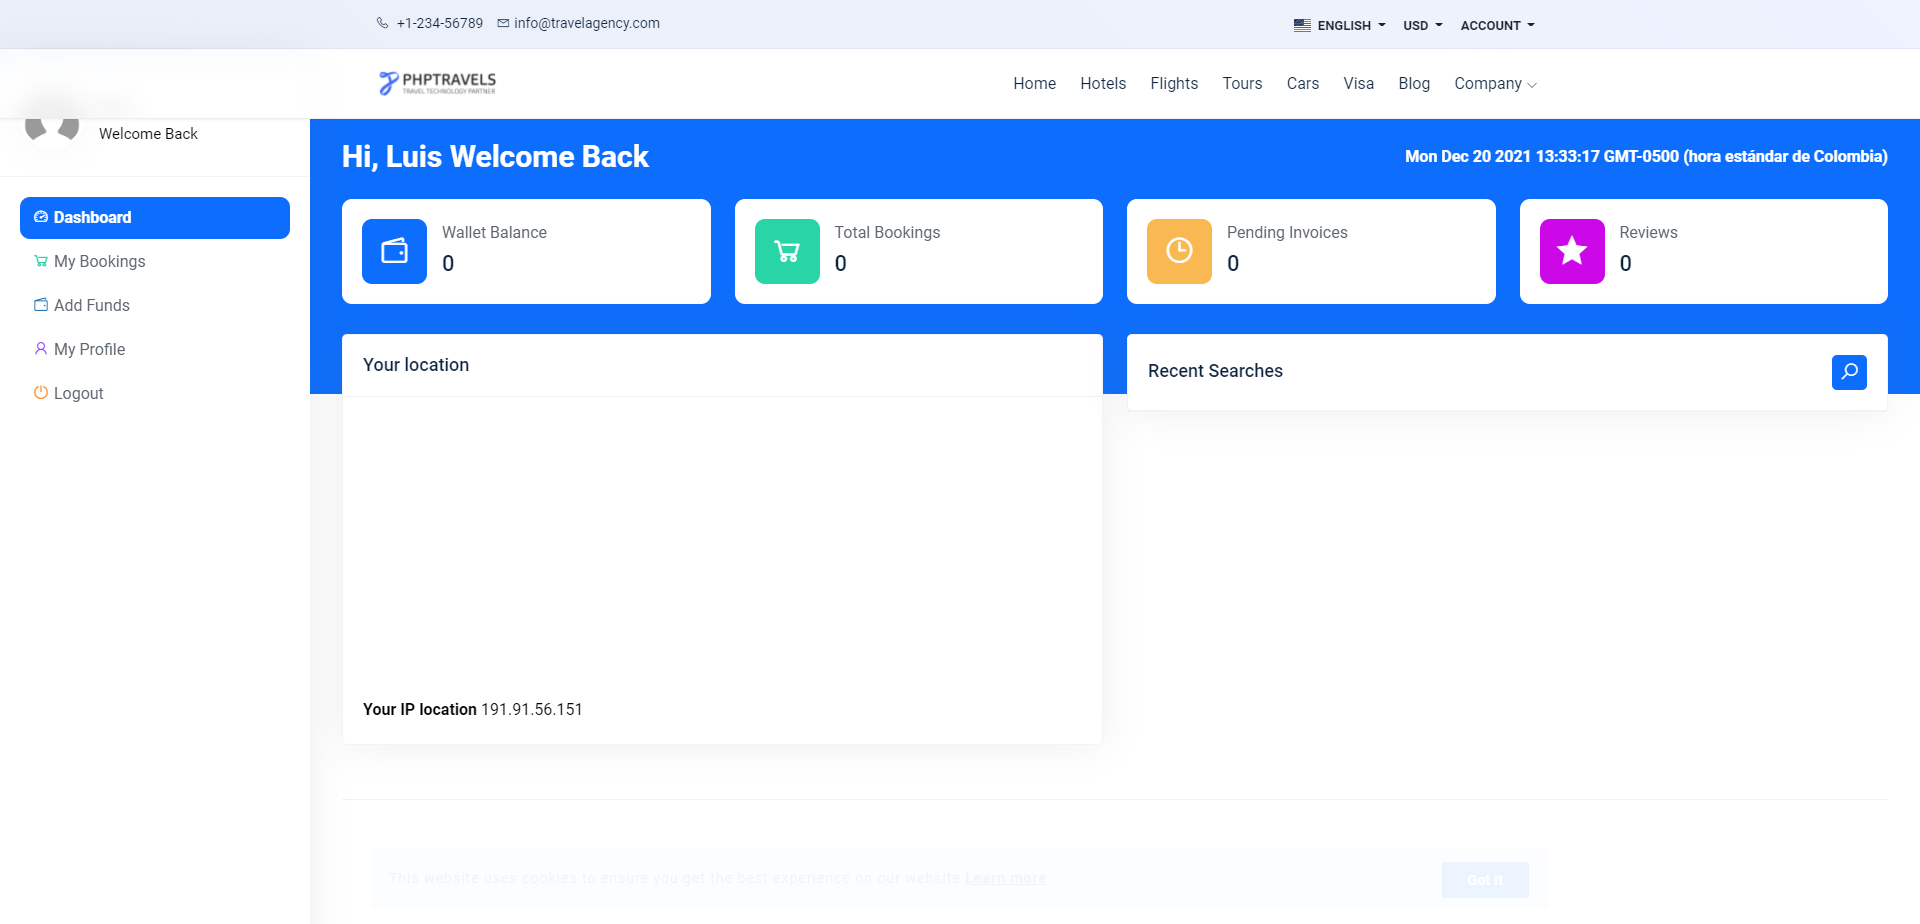 +1-234-56789 info@travelagency.com
ENGLISH USD ACCOUNT
PHPTRAVELS
TRAVEL TECHNOLOGY PARTNER
Home Hotels Flights Tours Cars Visa Blog Company
Welcome Back
Dashboard
My Bookings
Add Funds
My Profile
Logout
Hi, Luis Welcome Back
Mon Dec 20 2021 13:33:17 GMT-0500 (hora estándar de Colombia)
Wallet Balance
0
Total Bookings
0
Pending Invoices
0
Reviews
0
Your location
Recent Searches
Your IP location 191.91.56.151
This website uses cookies to ensure you get the best experience on our website Learn more
Got It